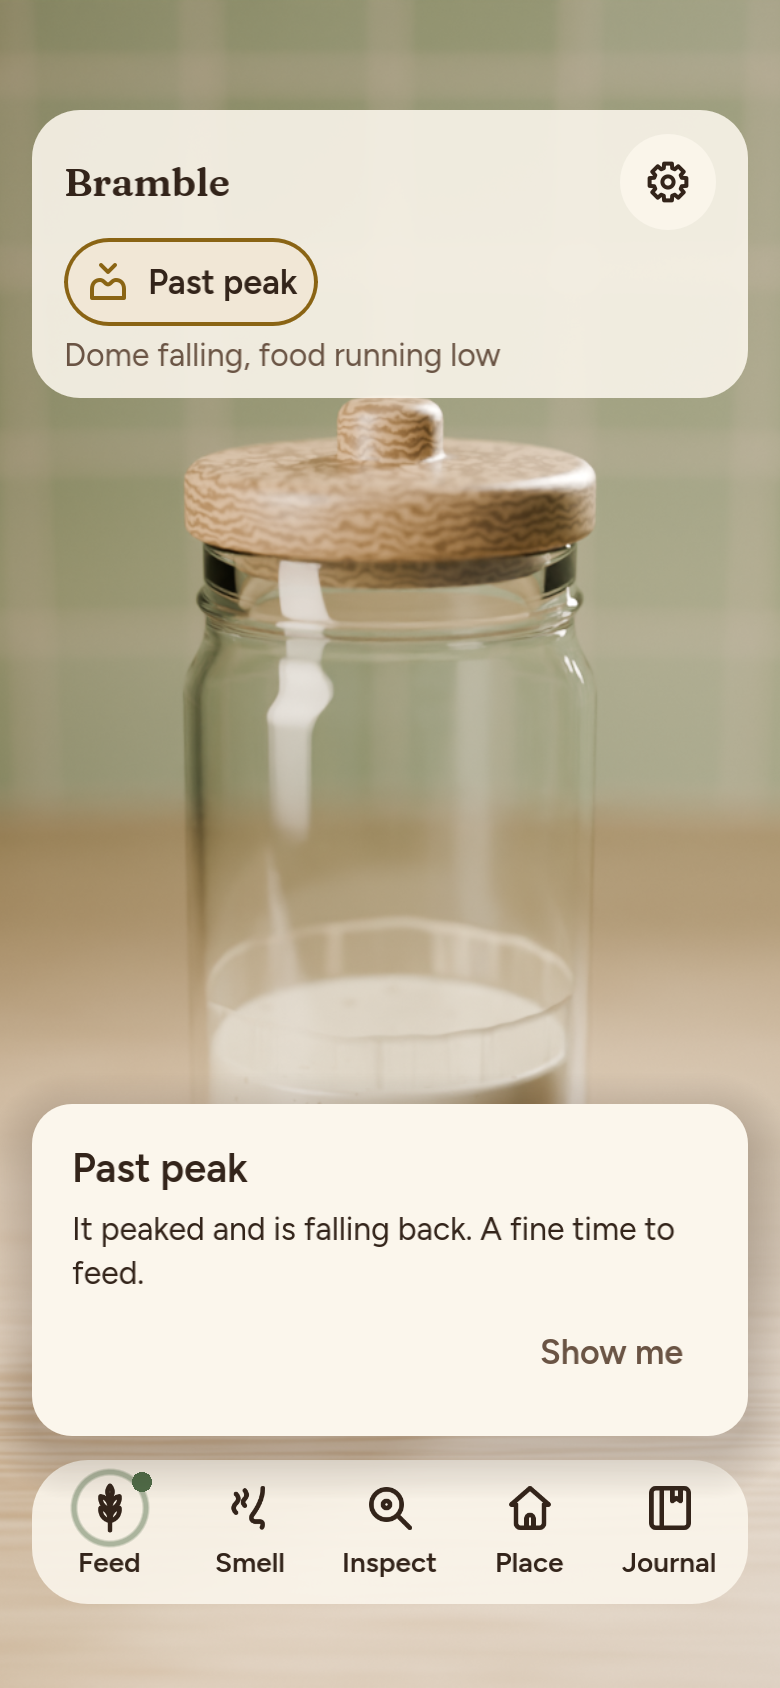 Bramble
Past peak
Dome falling, food running low
Past peak
It peaked and is falling back. A fine time to
feed.
Show me
Feed
Smell
Inspect
Place
Journal